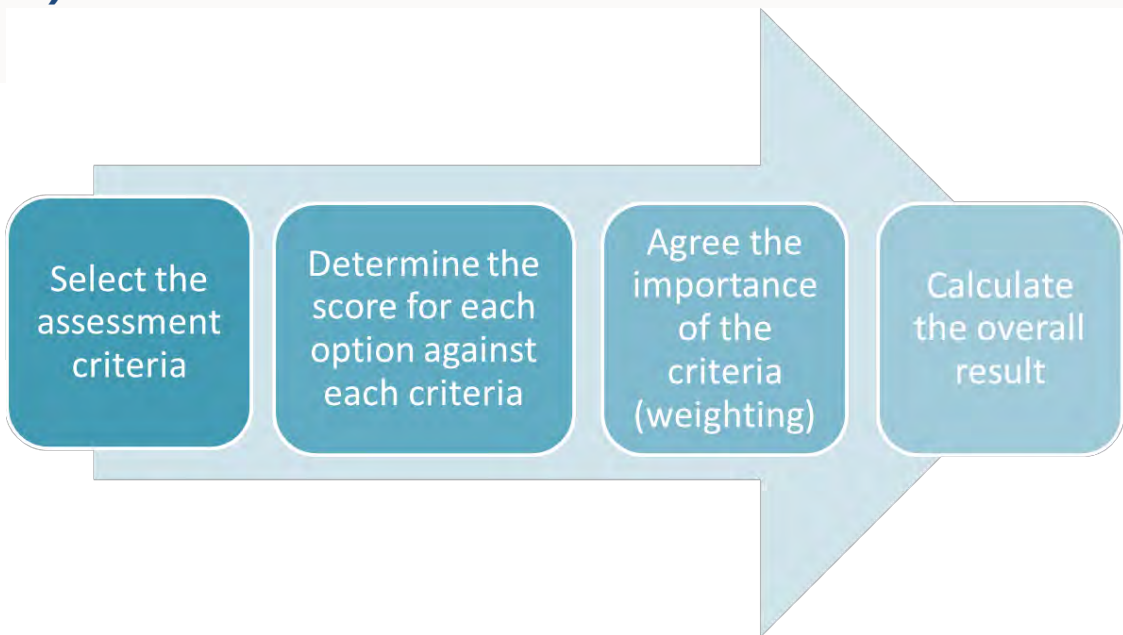 Select the
assessment
criteria
Determine the
score for each
option against
each criteria
Agree the
importance
of the
criteria
(weighting)
Calculate
the overall
result